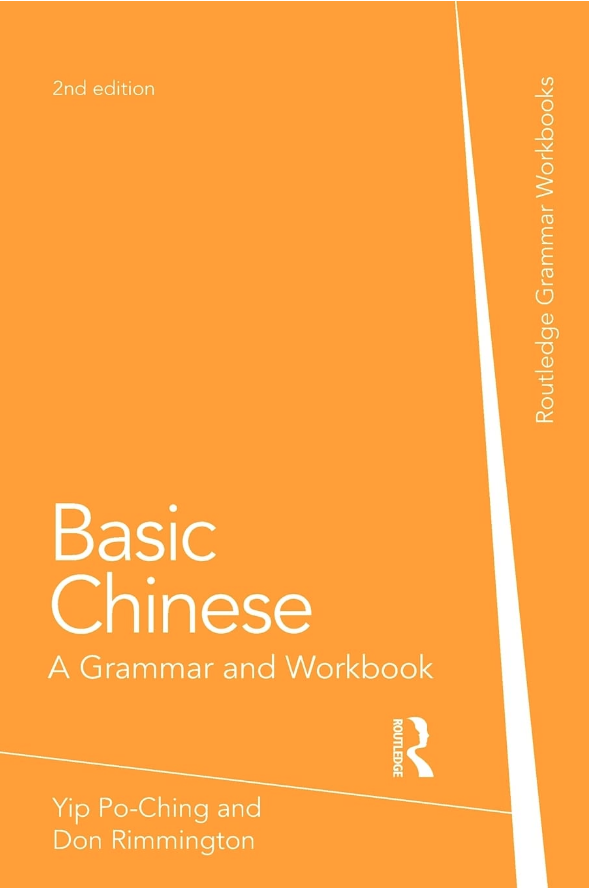 2nd edition
Routledge Grammar Workbooks
Basic
Chinese
A Grammar and Workbook
ROUTLEDGE
Yip Po-Ching and
Don Rimmington